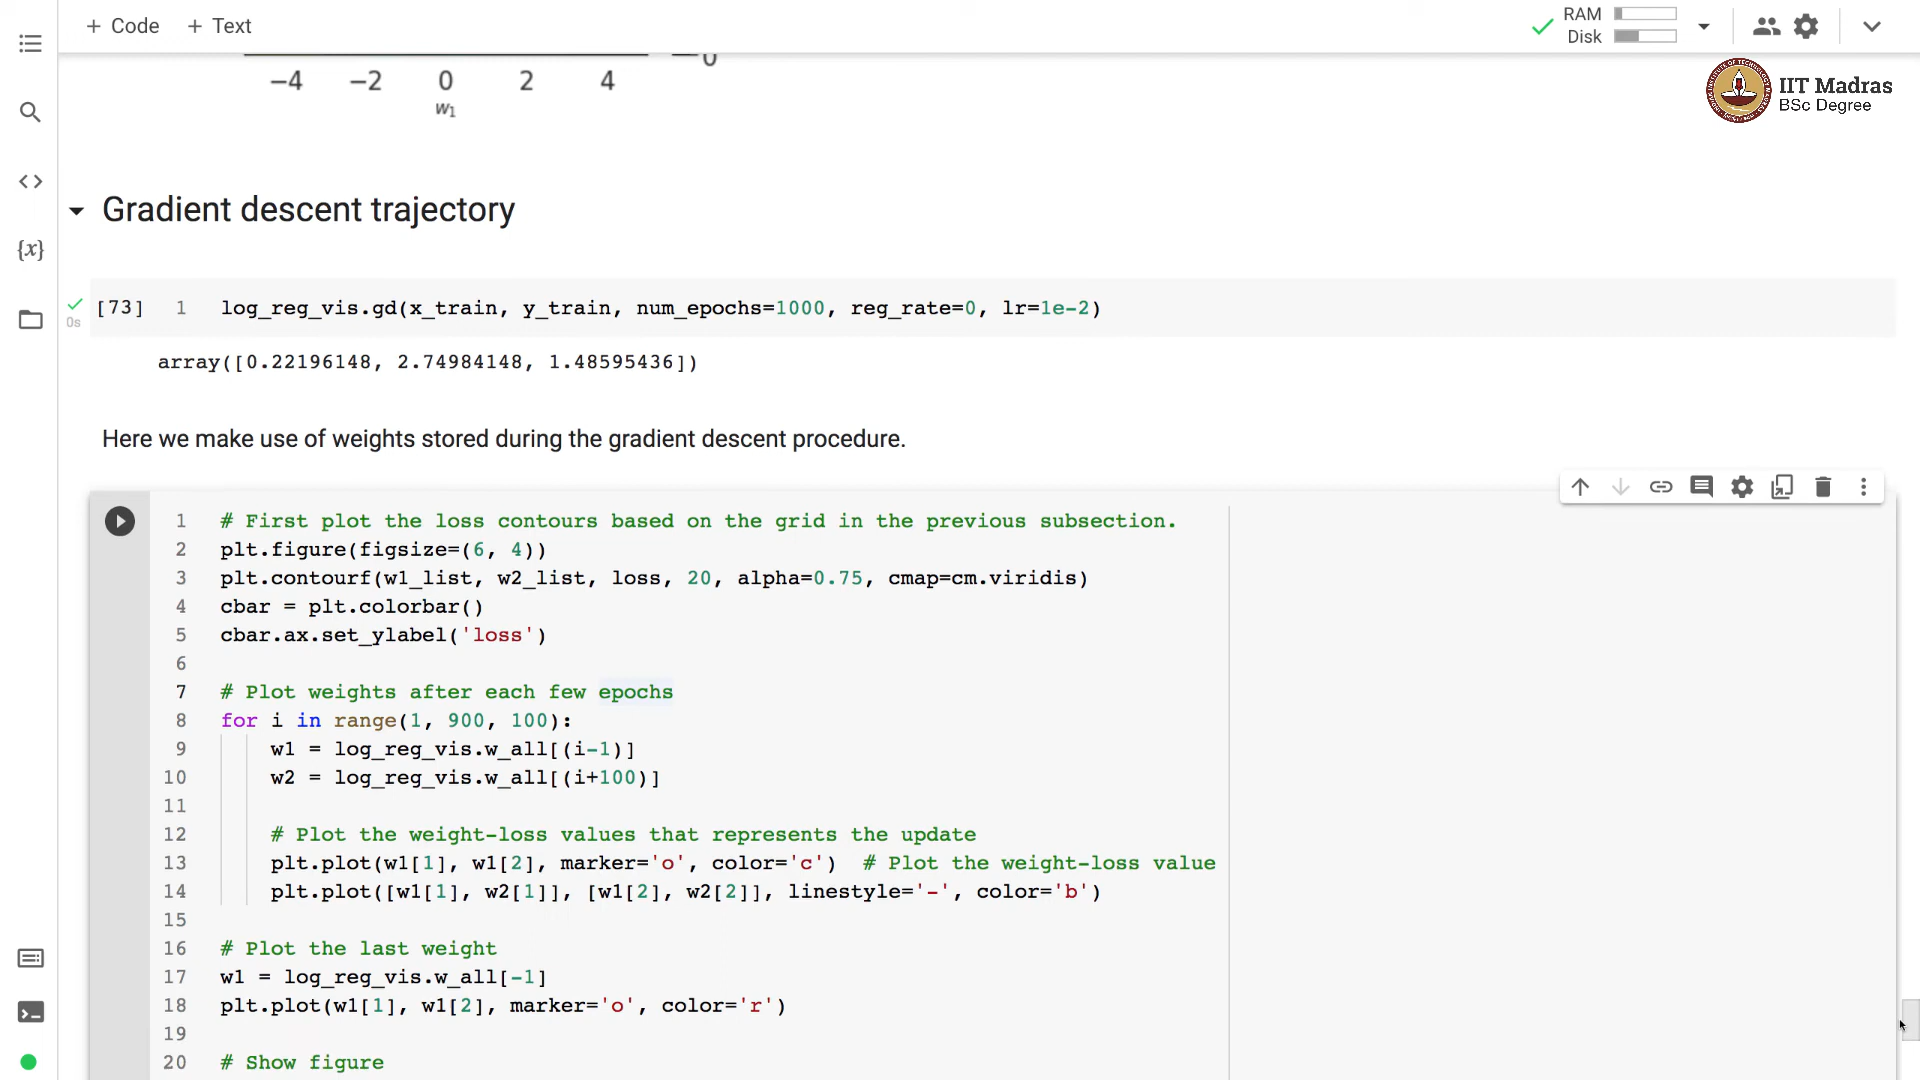 + Code + Text
RAM
Disk
0
−4 −2 0 2 4
w1
IIT Madras
BSc Degree
Gradient descent trajectory
{x}
0s
[73] 1 log_reg_vis.gd(x_train, y_train, num_epochs=1000, reg_rate=0, lr=1e-2)
array([0.22196148, 2.74984148, 1.48595436])
Here we make use of weights stored during the gradient descent procedure.
1 # First plot the loss contours based on the grid in the previous subsection.
2 plt.figure(figsize=(6, 4))
3 plt.contourf(w1_list, w2_list, loss, 20, alpha=0.75, cmap=cm.viridis)
4 cbar = plt.colorbar()
5 cbar.ax.set_ylabel('loss')
6
7 # Plot weights after each few epochs
8 for i in range(1, 900, 100):
9 w1 = log_reg_vis.w_all[(i-1)]
10 w2 = log_reg_vis.w_all[(i+100)]
11
12 # Plot the weight-loss values that represents the update
13 plt.plot(w1[1], w1[2], marker='o', color='c') # Plot the weight-loss value
14 plt.plot([w1[1], w2[1]], [w1[2], w2[2]], linestyle='-', color='b')
15
16 # Plot the last weight
17 w1 = log_reg_vis.w_all[-1]
18 plt.plot(w1[1], w1[2], marker='o', color='r')
19
20 # Show figure